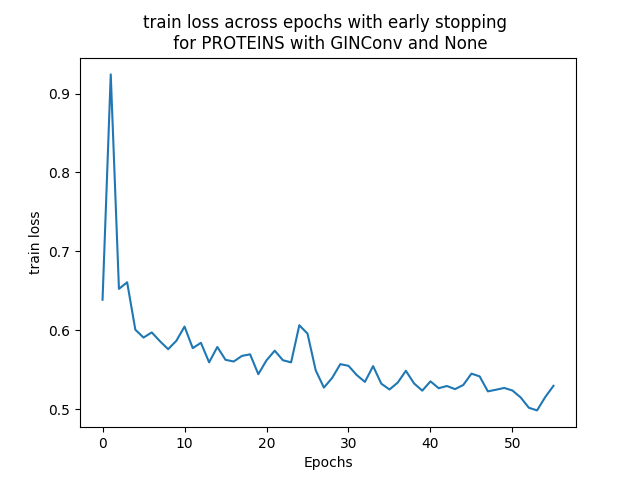 train loss across epochs with early stopping
for PROTEINS with GINConv and None
0.9
0.8
0.7
0.6
0.5
train loss
0 10 20 30 40 50
Epochs